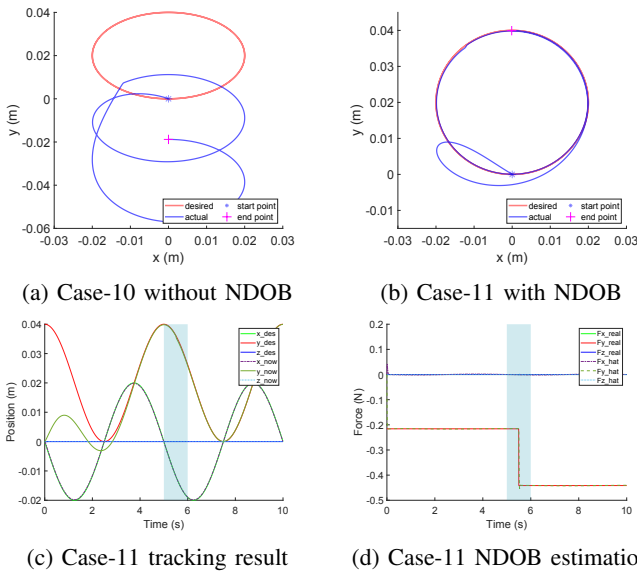 0.04
0.02
0
-0.02
-0.04
-0.06
y (m)
desired
actual
start point
end point
-0.03 -0.02 -0.01 0 0.01 0.02 0.03
x (m)
(a) Case-10 without NDOB
0.04
0.03
0.02
0.01
0
-0.01
y (m)
desired
actual
start point
end point
-0.03 -0.02 -0.01 0 0.01 0.02 0.03
x (m)
(b) Case-11 with NDOB
0.04
0.03
0.02
0.01
0
-0.01
-0.02
Position (m)
x_des
y_des
z_des
x_now
y_now
z_now
0 2 4 6 8 10
Time (s)
(c) Case-11 tracking result
0.2
0.1
0
-0.1
-0.2
-0.3
-0.4
-0.5
Force (N)
Fx_real
Fy_real
Fz_real
Fx_hat
Fy_hat
Fz_hat
0 2 4 6 8 10
Time (s)
(d) Case-11 NDOB estimatio